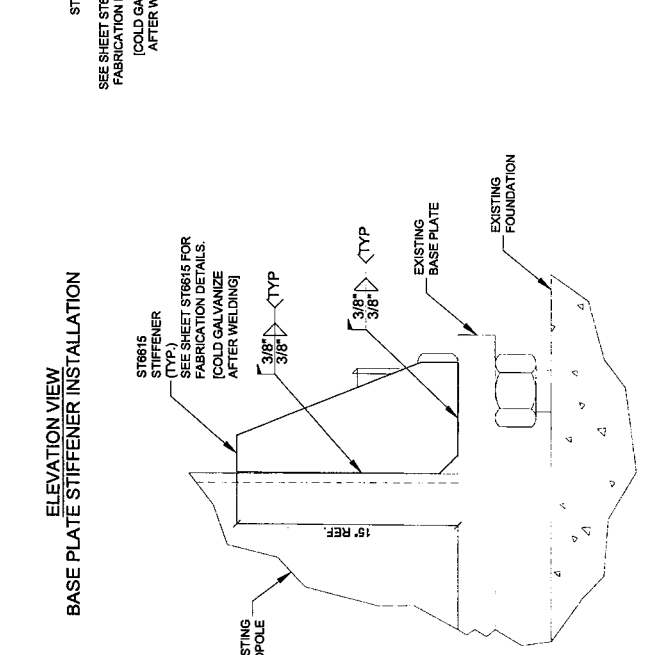 ELEVATION VIEW
BASE PLATE STIFFENER INSTALLATION
ST6615
STIFFENER
(TYP.)
SEE SHEET ST6615 FOR
FABRICATION DETAILS.
[COLD GALVANIZE
AFTER WELDING]
3/8"
3/8"
TYP
3/8"
3/8"
TYP
EXISTING
BASE PLATE
EXISTING
FOUNDATION
15" REF.
STING
OPOLE
ST
SEE SHEET ST6
FABRICATION
[COLD GA
AFTER W